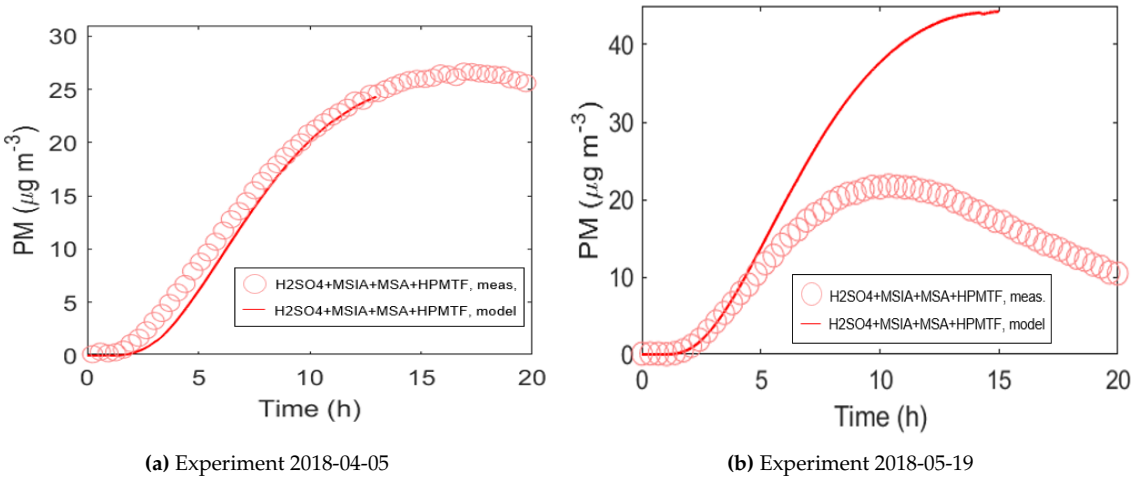 30
25
20
15
10
5
0
PM (μg m⁻³)
H2SO4+MSIA+MSA+HPMTF, meas,
H2SO4+MSIA+MSA+HPMTF, model
0 5 10 15 20
Time (h)
(a) Experiment 2018-04-05
40
30
20
10
0
PM (μg m⁻³)
H2SO4+MSIA+MSA+HPMTF, meas.
H2SO4+MSIA+MSA+HPMTF, model
0 5 10 15 20
Time (h)
(b) Experiment 2018-05-19